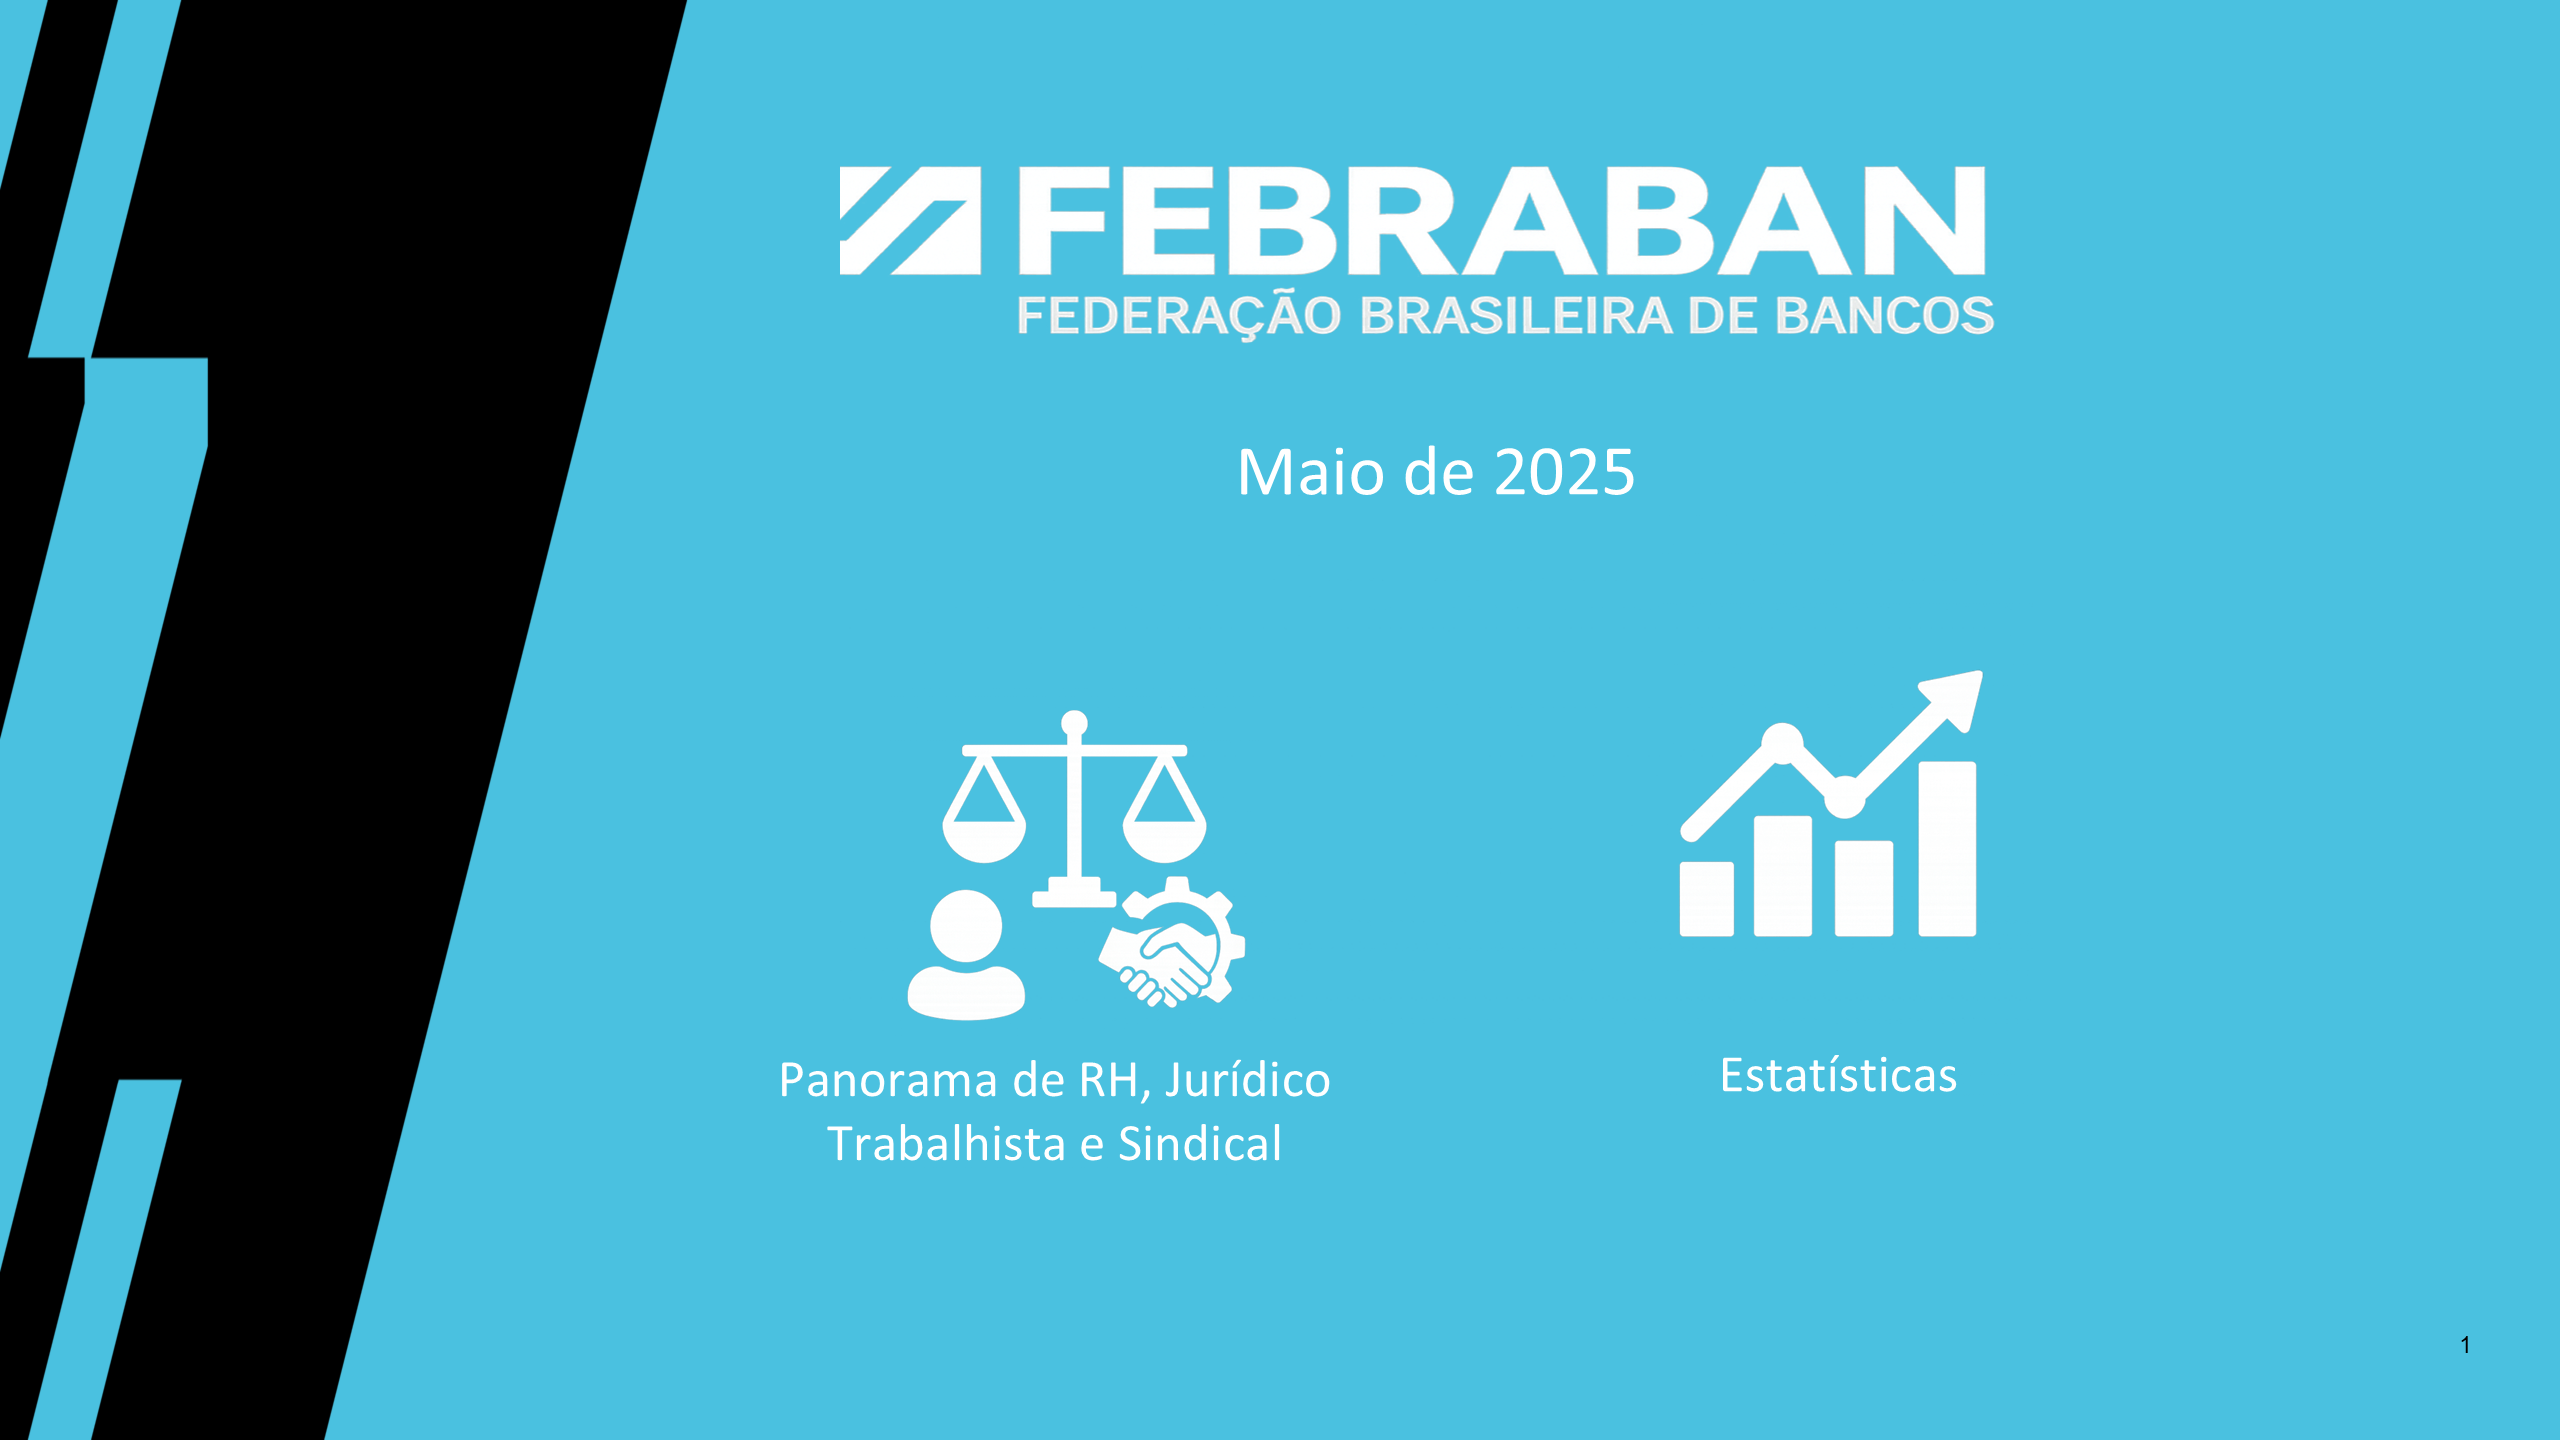 FEBRABAN
FEDERAÇÃO BRASILEIRA DE BANCOS
Maio de 2025
Panorama de RH, Jurídico
Trabalhista e Sindical
Estatísticas
1